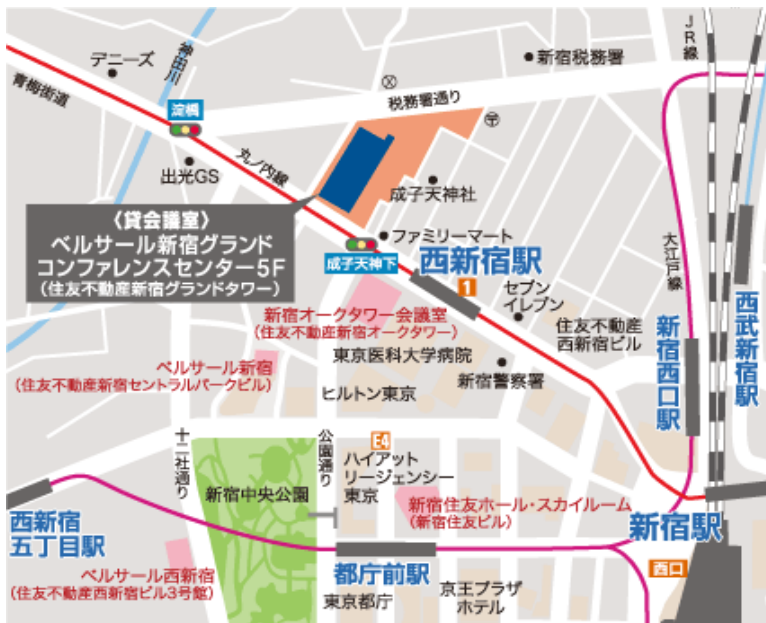 デニーズ
神田川
新宿税務署
JR線
青梅街道
淀橋
税務署通り
丸ノ内線
出光GS
成子天神社
〈貸会議室〉
ベルサール新宿グランド
コンファレンスセンター5F
(住友不動産新宿グランドタワー)
ファミリーマート
成子天神下
西新宿駅
1
大江戸線
西武新宿駅
セブン
イレブン
新宿オークタワー会議室
(住友不動産新宿オークタワー)
住友不動産
西新宿ビル
新宿西口駅
東京医科大学病院
ベルサール新宿
(住友不動産新宿セントラルパークビル)
新宿警察署
ヒルトン東京
十二社通り
公園通り
E4
ハイアット
リージェンシー
東京
新宿中央公園
新宿住友ホール・スカイルーム
(新宿住友ビル)
西新宿
五丁目駅
新宿駅
西口
都庁前駅
ベルサール西新宿
(住友不動産西新宿ビル3号館)
東京都庁
京王プラザ
ホテル